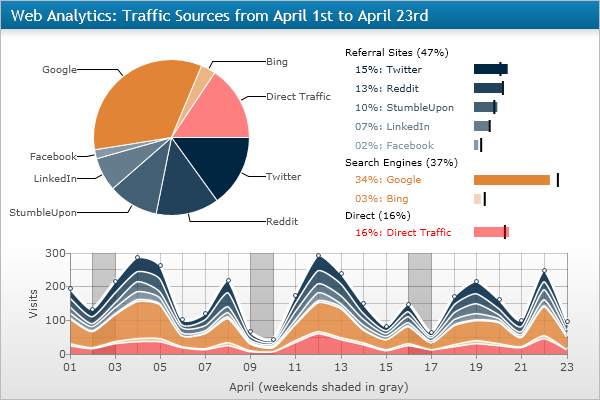 Web Analytics: Traffic Sources from April 1st to April 23rd
Google
Bing
Direct Traffic
Facebook
LinkedIn
StumbleUpon
Twitter
Reddit
Referral Sites (47%)
15%: Twitter
13%: Reddit
10%: StumbleUpon
07%: LinkedIn
02%: Facebook
Search Engines (37%)
34%: Google
03%: Bing
Direct (16%)
16%: Direct Traffic
Visits
300
200
100
0
01 03 05 07 09 11 13 15 17 19 21 23
April (weekends shaded in gray)